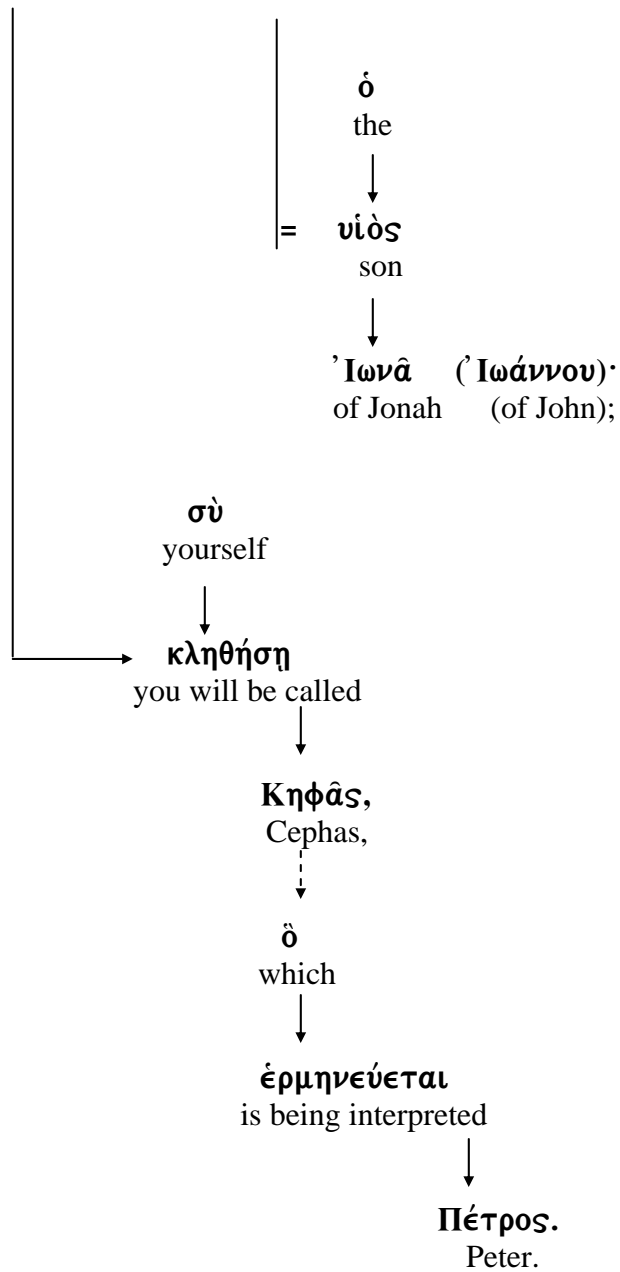 ὁ
the
= υἱὸς
son
Ἰωνᾶ (Ἰωάννου)·
of Jonah (of John);
σὺ
yourself
κληθήσῃ
you will be called
Κηφᾶς,
Cephas,
ὃ
which
ἑρμηνεύεται
is being interpreted
Πέτρος.
Peter.